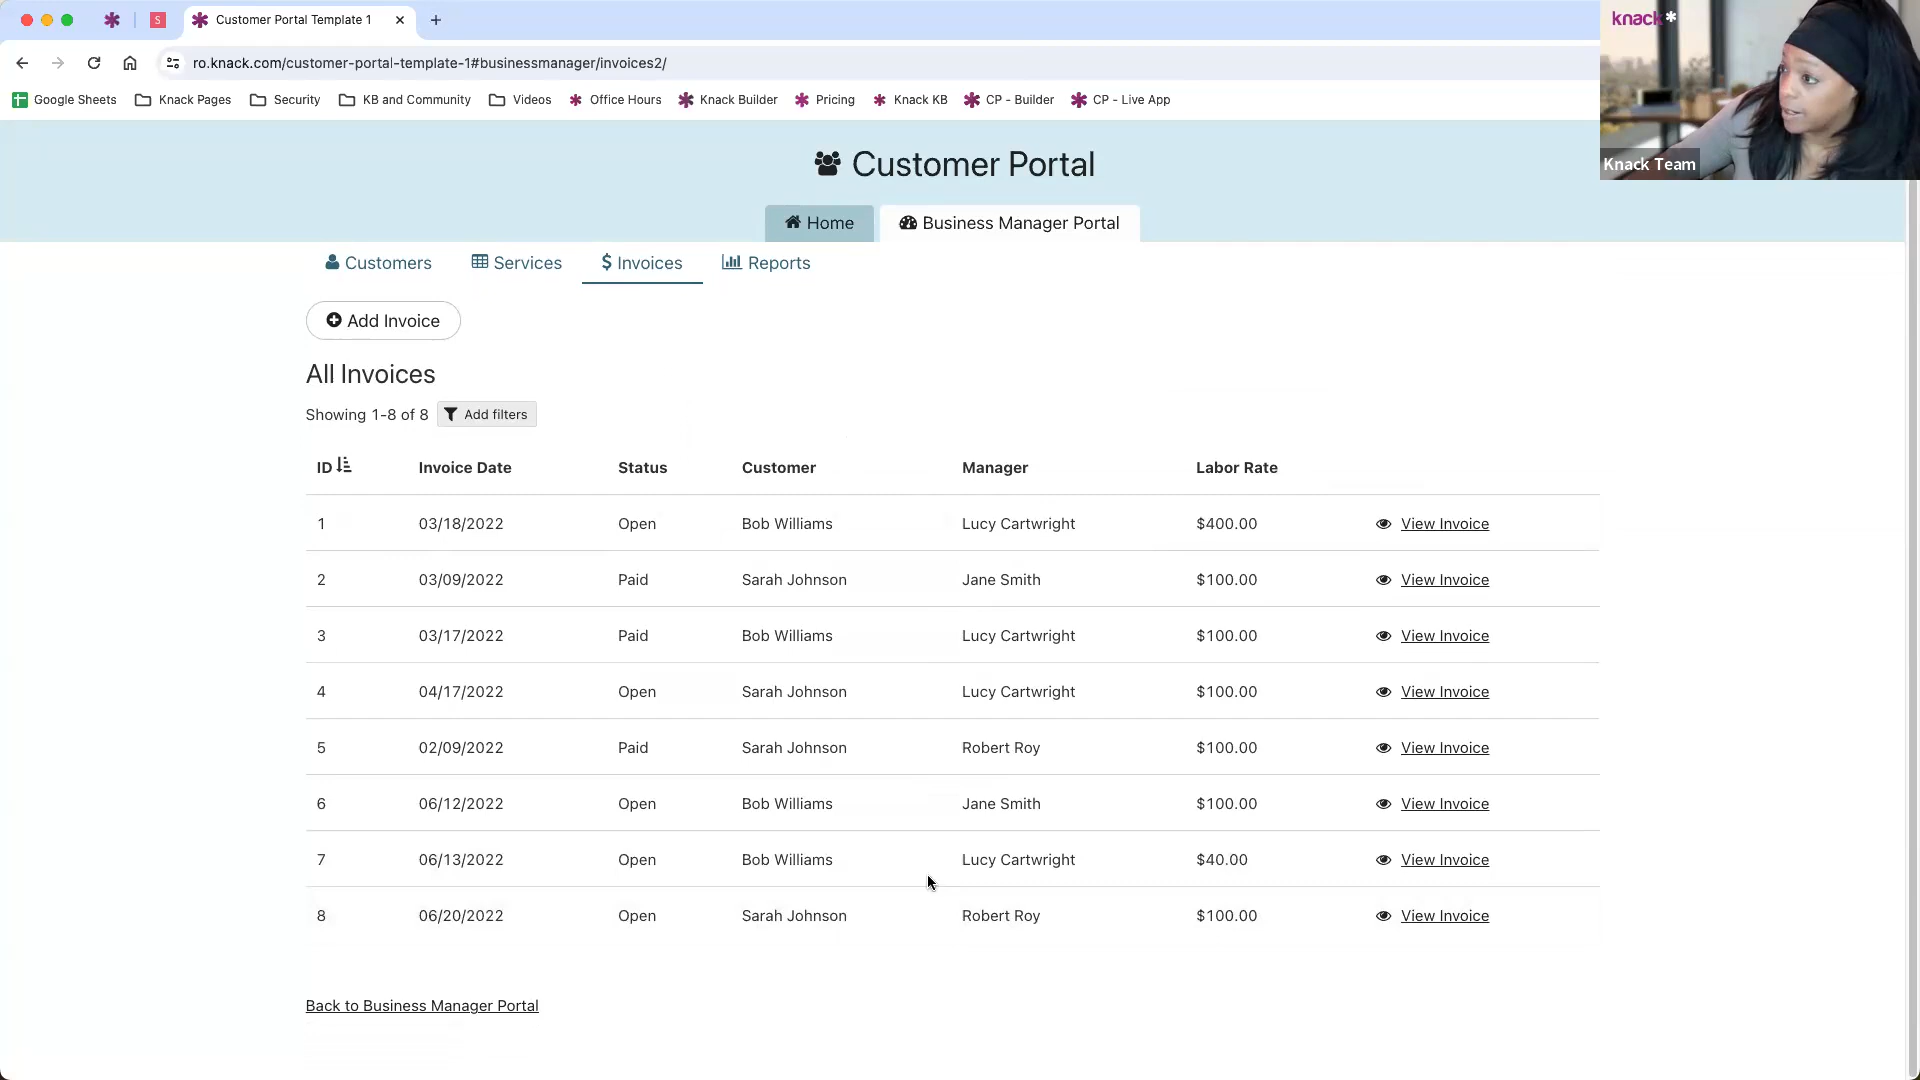 S
Customer Portal Template 1
ro.knack.com/customer-portal-template-1#businessmanager/invoices2/
Google Sheets Knack Pages Security KB and Community Videos Office Hours Knack Builder Pricing Knack KB CP - Builder CP - Live App
knack*
Knack Team
Customer Portal
Home Business Manager Portal
Customers Services $ Invoices Reports
Add Invoice
All Invoices
Showing 1-8 of 8 Add filters
ID Invoice Date Status Customer Manager Labor Rate
1 03/18/2022 Open Bob Williams Lucy Cartwright $400.00 View Invoice
2 03/09/2022 Paid Sarah Johnson Jane Smith $100.00 View Invoice
3 03/17/2022 Paid Bob Williams Lucy Cartwright $100.00 View Invoice
4 04/17/2022 Open Sarah Johnson Lucy Cartwright $100.00 View Invoice
5 02/09/2022 Paid Sarah Johnson Robert Roy $100.00 View Invoice
6 06/12/2022 Open Bob Williams Jane Smith $100.00 View Invoice
7 06/13/2022 Open Bob Williams Lucy Cartwright $40.00 View Invoice
8 06/20/2022 Open Sarah Johnson Robert Roy $100.00 View Invoice
Back to Business Manager Portal